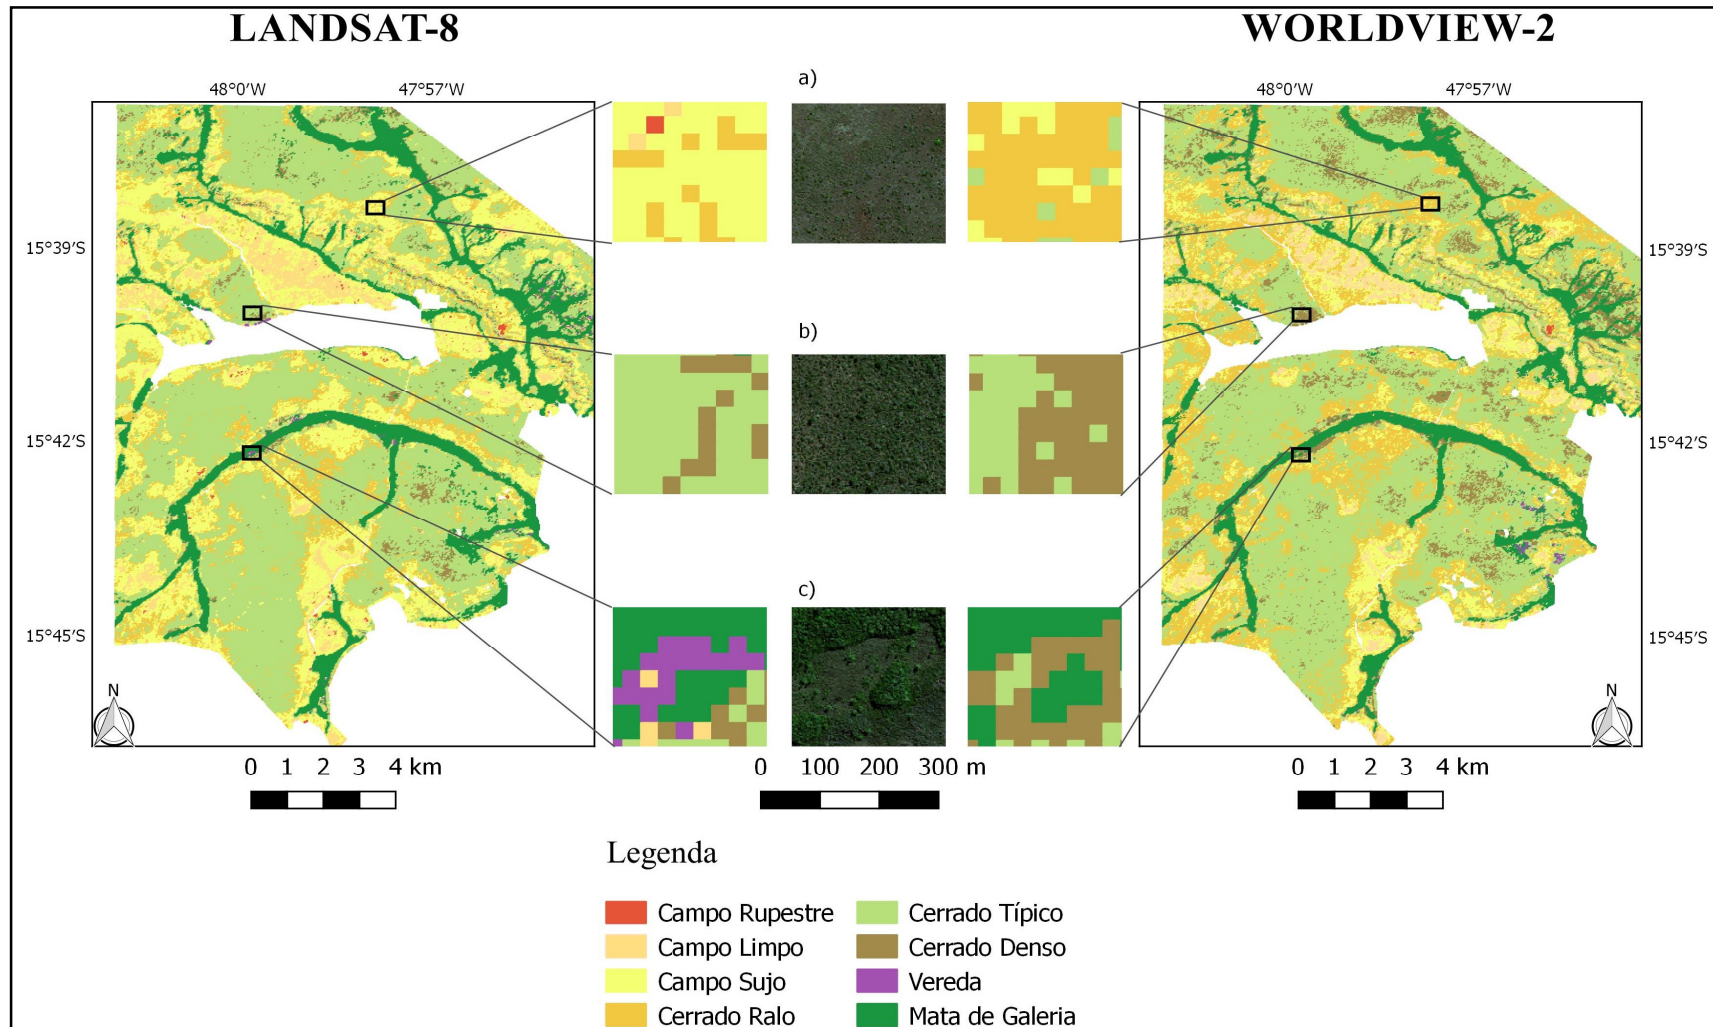 LANDSAT-8
WORLDVIEW-2
a)
48°0'W 47°57'W
48°0'W 47°57'W
15°39'S
15°39'S
b)
15°42'S
15°42'S
c)
15°45'S
15°45'S
N
N
0 1 2 3 4 km
0 100 200 300 m
0 1 2 3 4 km
Legenda
Campo Rupestre
Campo Limpo
Campo Sujo
Cerrado Ralo
Cerrado Típico
Cerrado Denso
Vereda
Mata de Galeria